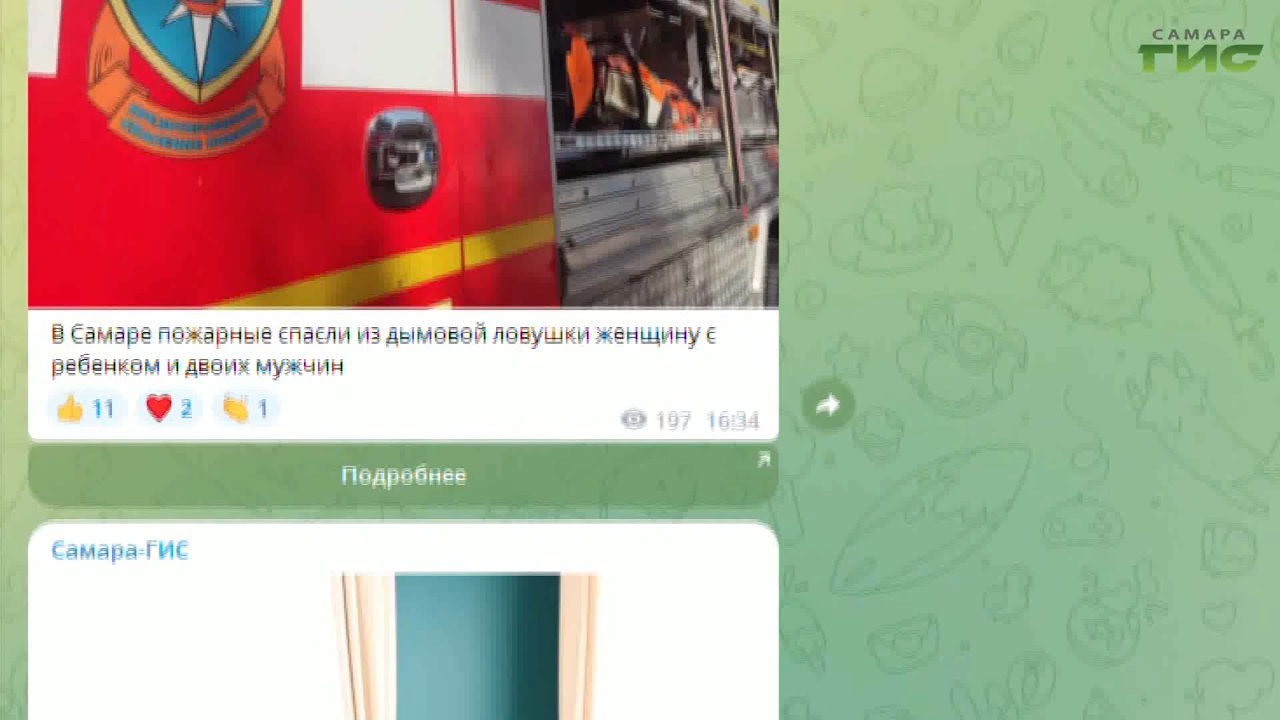 САМАРА
ГИС
В Самаре пожарные спасли из дымовой ловушки женщину с
ребенком и двоих мужчин
11
2
1
197 16:34
Подробнее
Самара-ГИС